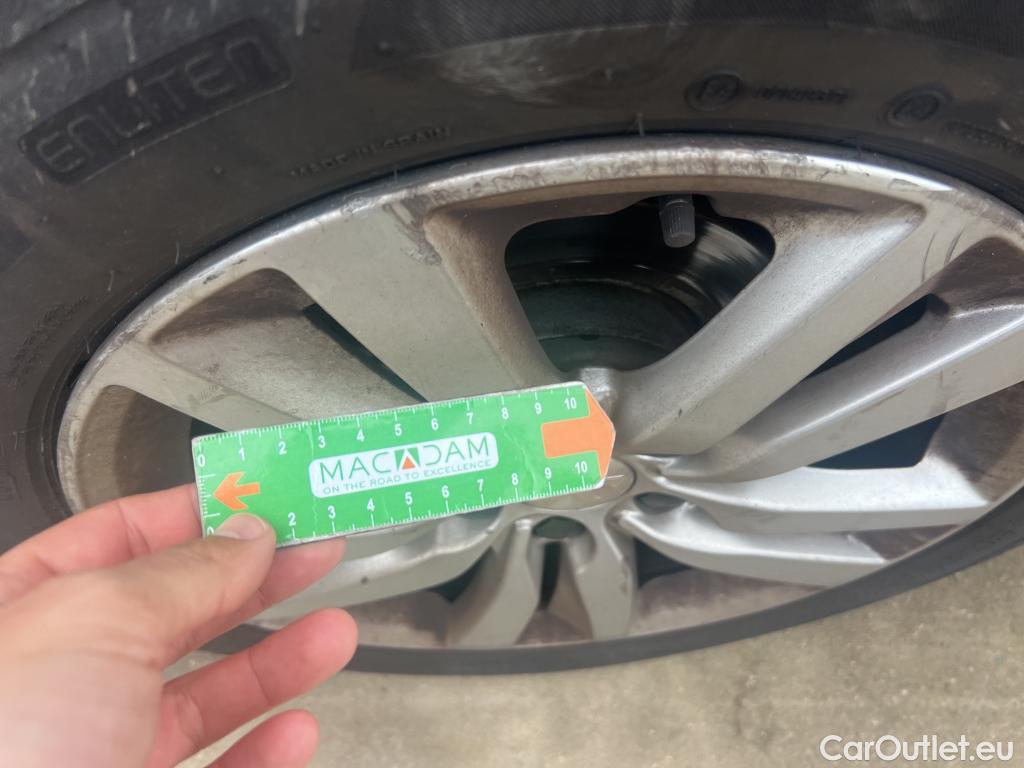 ENLITEN
MADE IN SPAIN
0 1 2 3 4 5 6 7 8 9 10
MACADAM
ON THE ROAD TO EXCELLENCE
0 2 3 4 5 6 7 8 9 10
CarOutlet.eu